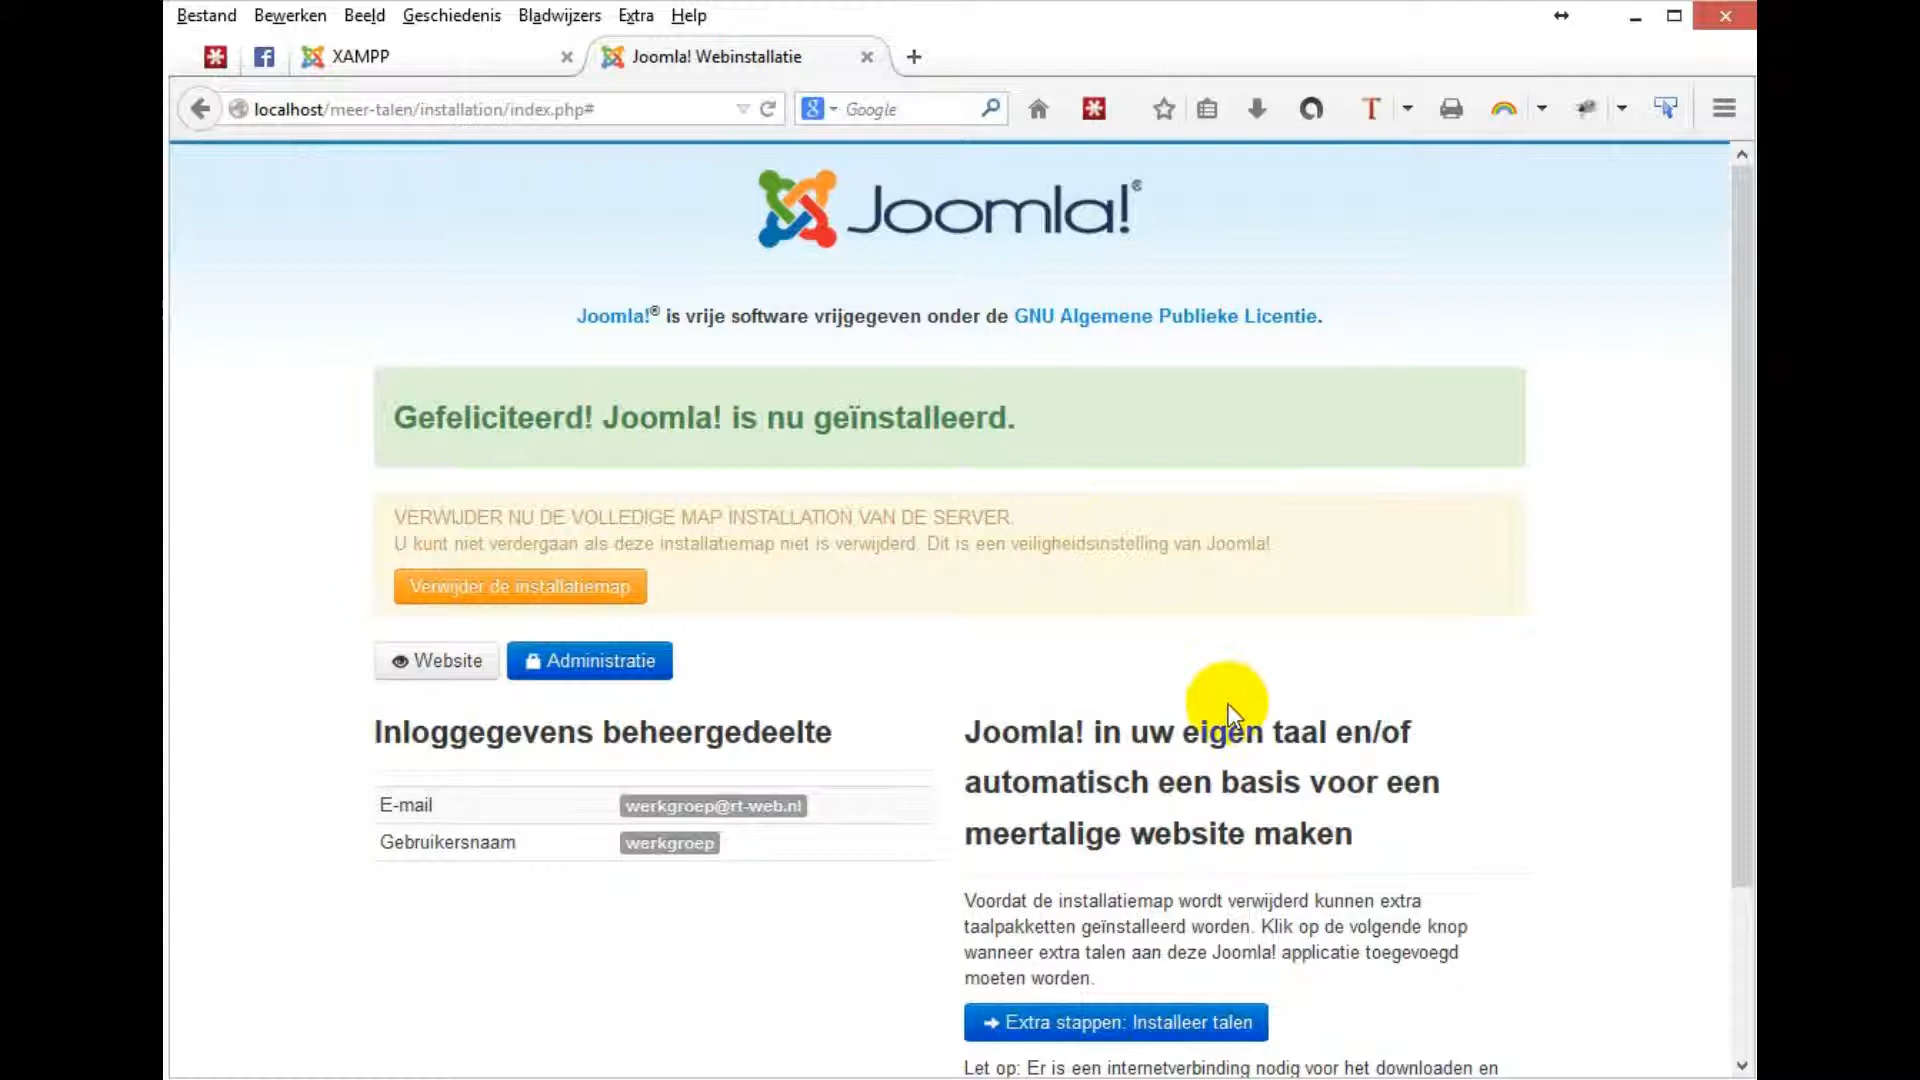 Bestand Bewerken Beeld Geschiedenis Bladwijzers Extra Help
XAMPP
Joomla! Webinstallatie
localhost/meer-talen/installation/index.php#
Google
Joomla!®
Joomla!® is vrije software vrijgegeven onder de GNU Algemene Publieke Licentie.
Gefeliciteerd! Joomla! is nu geïnstalleerd.
VERWIJDER NU DE VOLLEDIGE MAP INSTALLATION VAN DE SERVER.
U kunt niet verdergaan als deze installatiemap niet is verwijderd. Dit is een veiligheidsinstelling van Joomla!
Verwijder de installatiemap
Website
Administratie
Inloggegevens beheergedeelte
E-mail werkgroep@rt-web.nl
Gebruikersnaam werkgroep
Joomla! in uw eigen taal en/of
automatisch een basis voor een
meertalige website maken
Voordat de installatiemap wordt verwijderd kunnen extra
taalpakketten geïnstalleerd worden. Klik op de volgende knop
wanneer extra talen aan deze Joomla! applicatie toegevoegd
moeten worden.
Extra stappen: Installeer talen
Let op: Er is een internetverbinding nodig voor het downloaden en